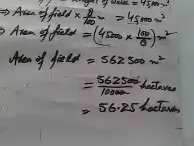 ⇒ Area of field × 8/100 m = 45000 m³
⇒ Area of field = (45000 × 100/8) m²
Area of field = 562500 m²
= 562500/10000 hectares
= 56.25 hectares